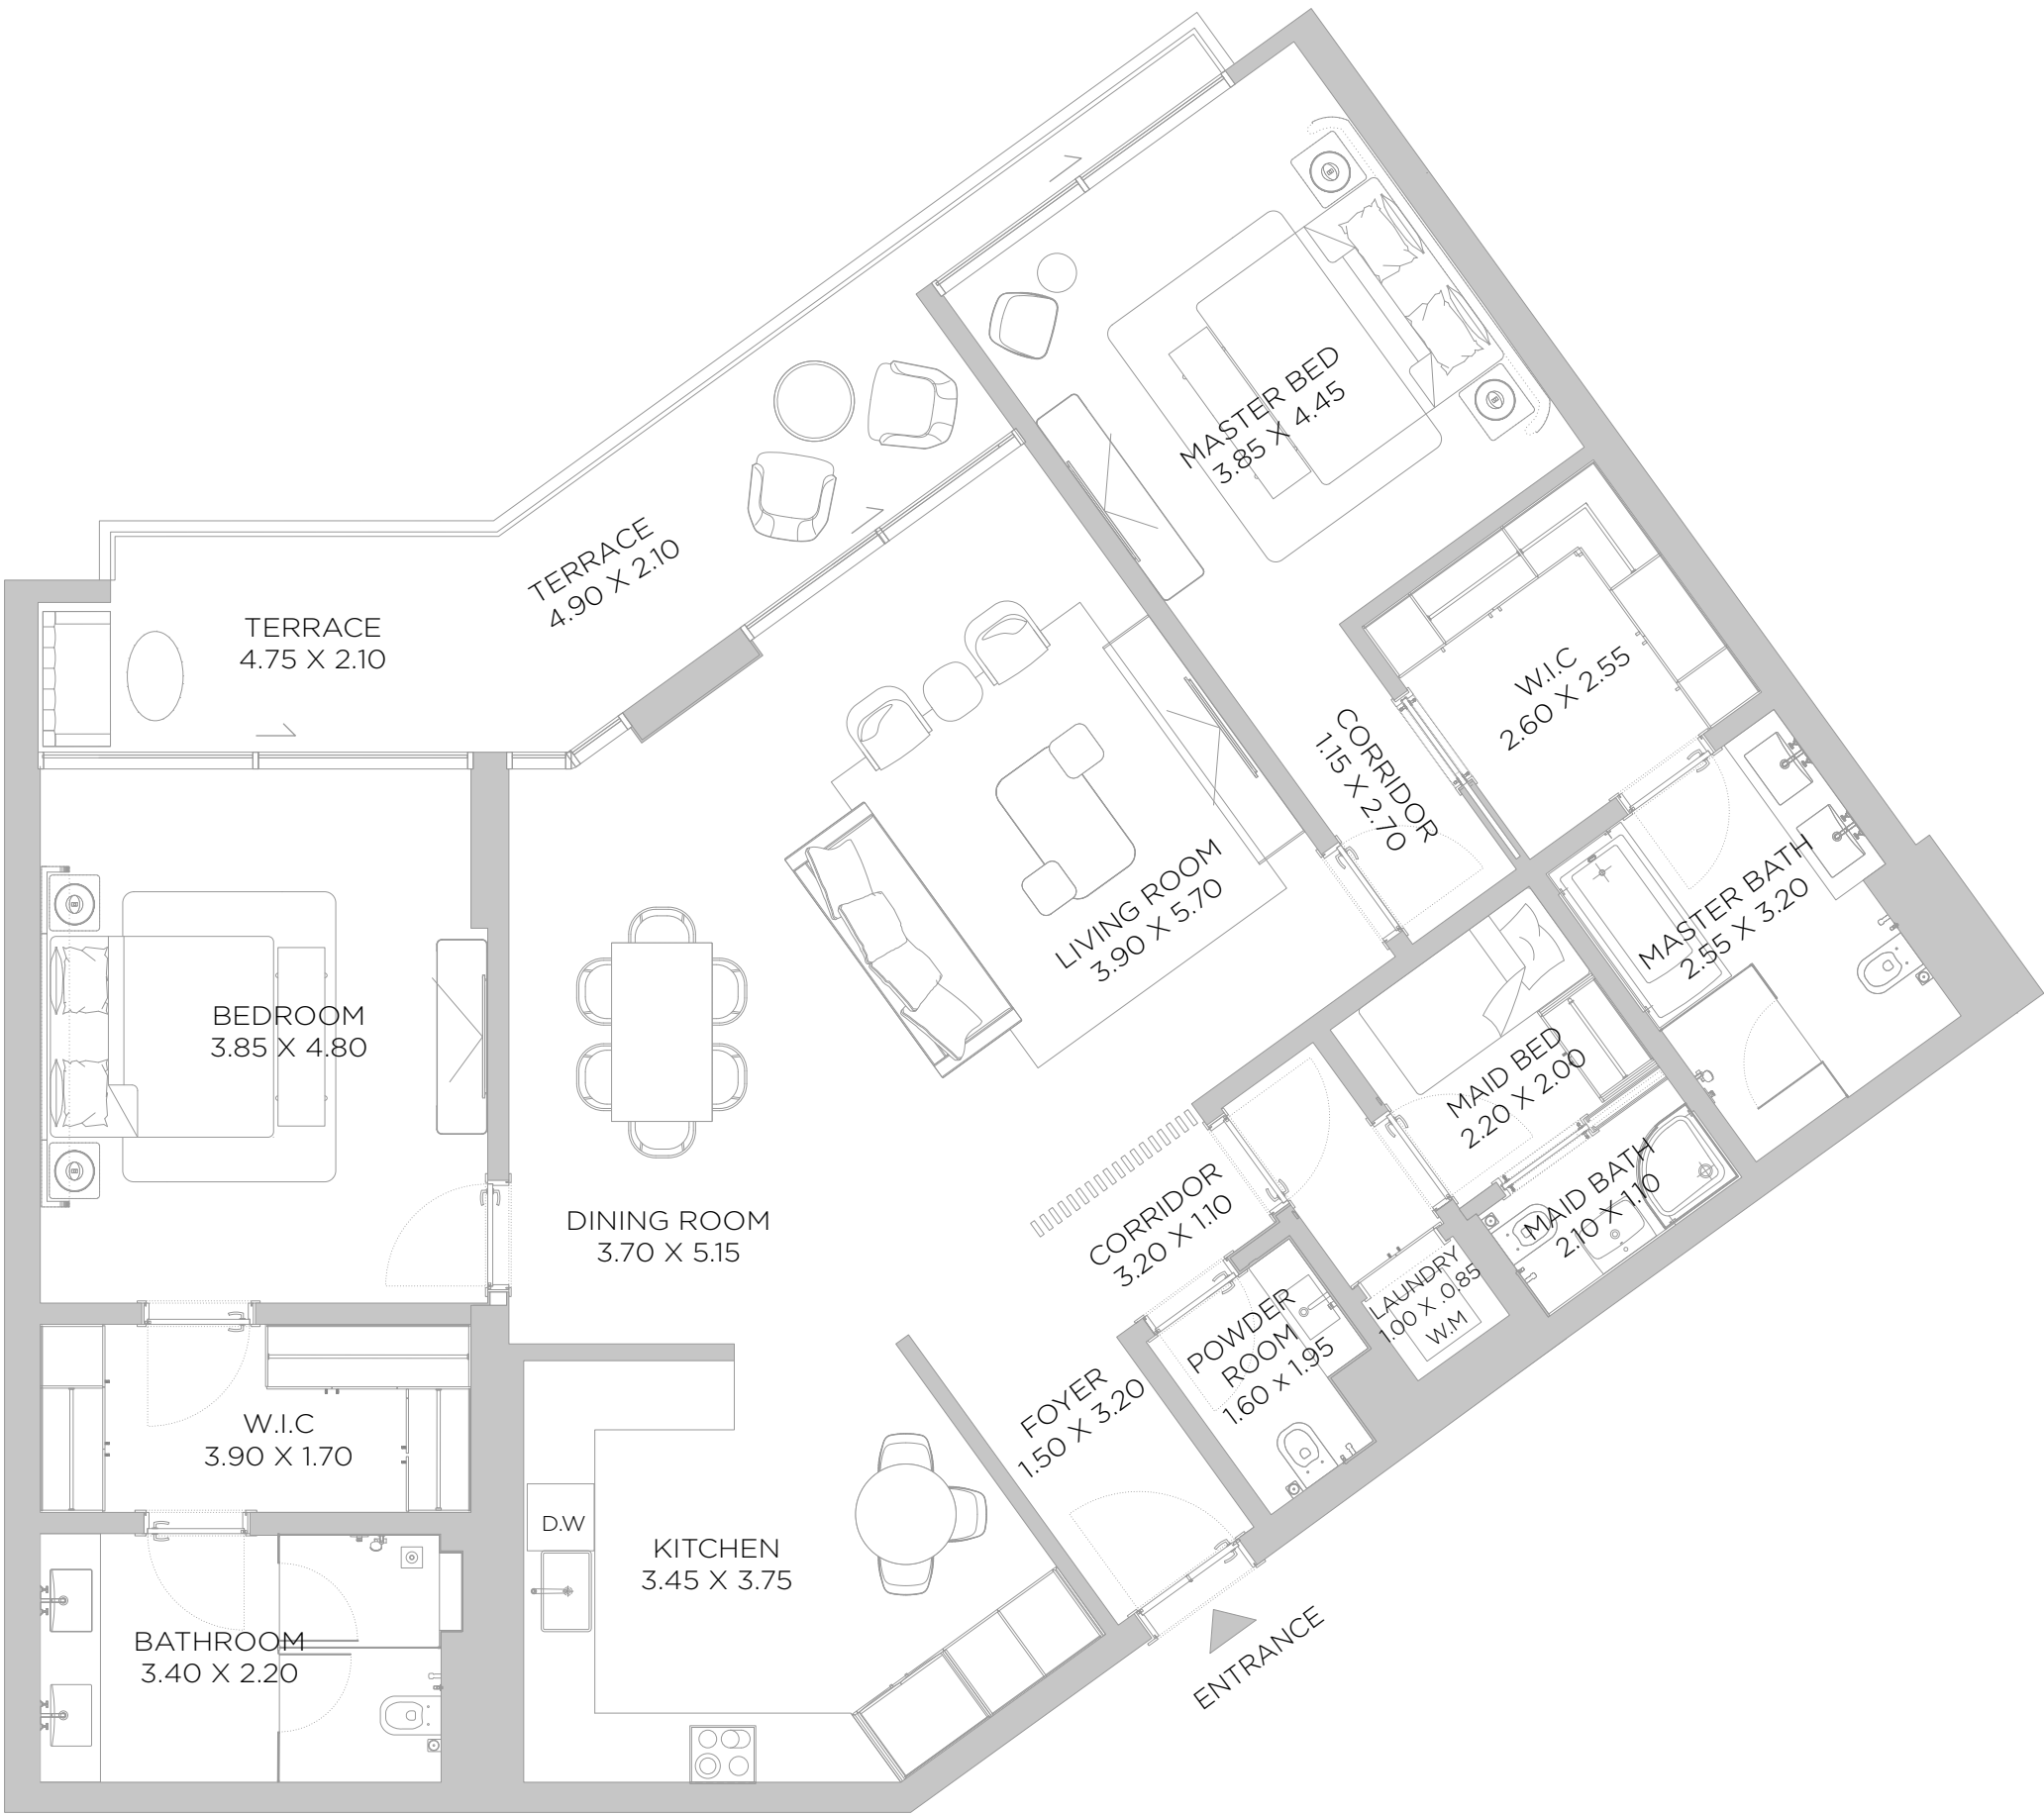 MASTER BED
3.85 X 4.45
TERRACE
4.90 X 2.10
TERRACE
4.75 X 2.10
W.I.C
2.60 X 2.55
CORRIDOR
1.15 X 2.70
MASTER BATH
2.55 X 3.20
LIVING ROOM
3.90 X 5.70
BEDROOM
3.85 X 4.80
MAID BED
2.20 X 2.00
MAID BATH
2.10 X 1.10
DINING ROOM
3.70 X 5.15
CORRIDOR
3.20 X 1.10
LAUNDRY
1.00 X .0.85
W.M
POWDER
ROOM
1.60 x 1.95
FOYER
1.50 X 3.20
W.I.C
3.90 X 1.70
D.W
KITCHEN
3.45 X 3.75
BATHROOM
3.40 X 2.20
ENTRANCE